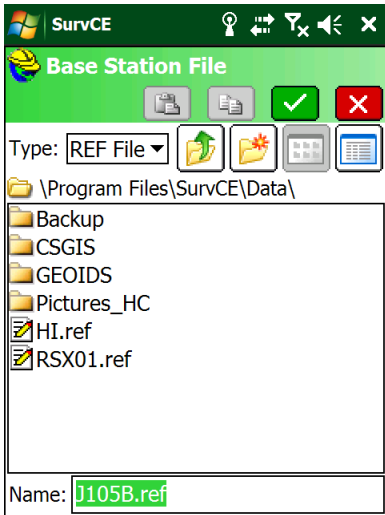 SurvCE
Base Station File
Type: REF File
\Program Files\SurvCE\Data\
Backup
CSGIS
GEOIDS
Pictures_HC
HI.ref
RSX01.ref
Name: J105B.ref